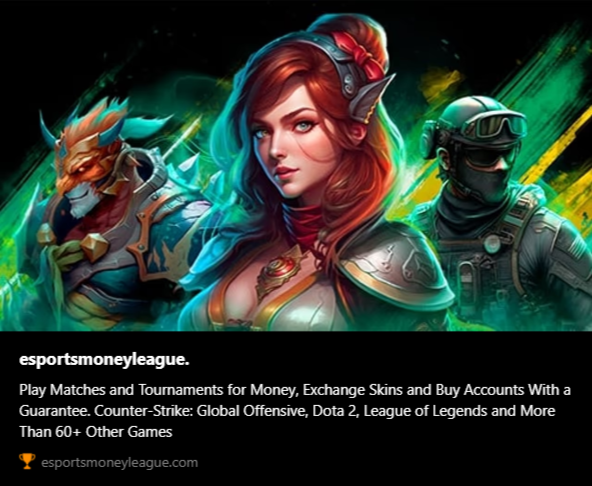 esportsmoneyleague.
Play Matches and Tournaments for Money, Exchange Skins and Buy Accounts With a
Guarantee. Counter-Strike: Global Offensive, Dota 2, League of Legends and More
Than 60+ Other Games
esportsmoneyleague.com